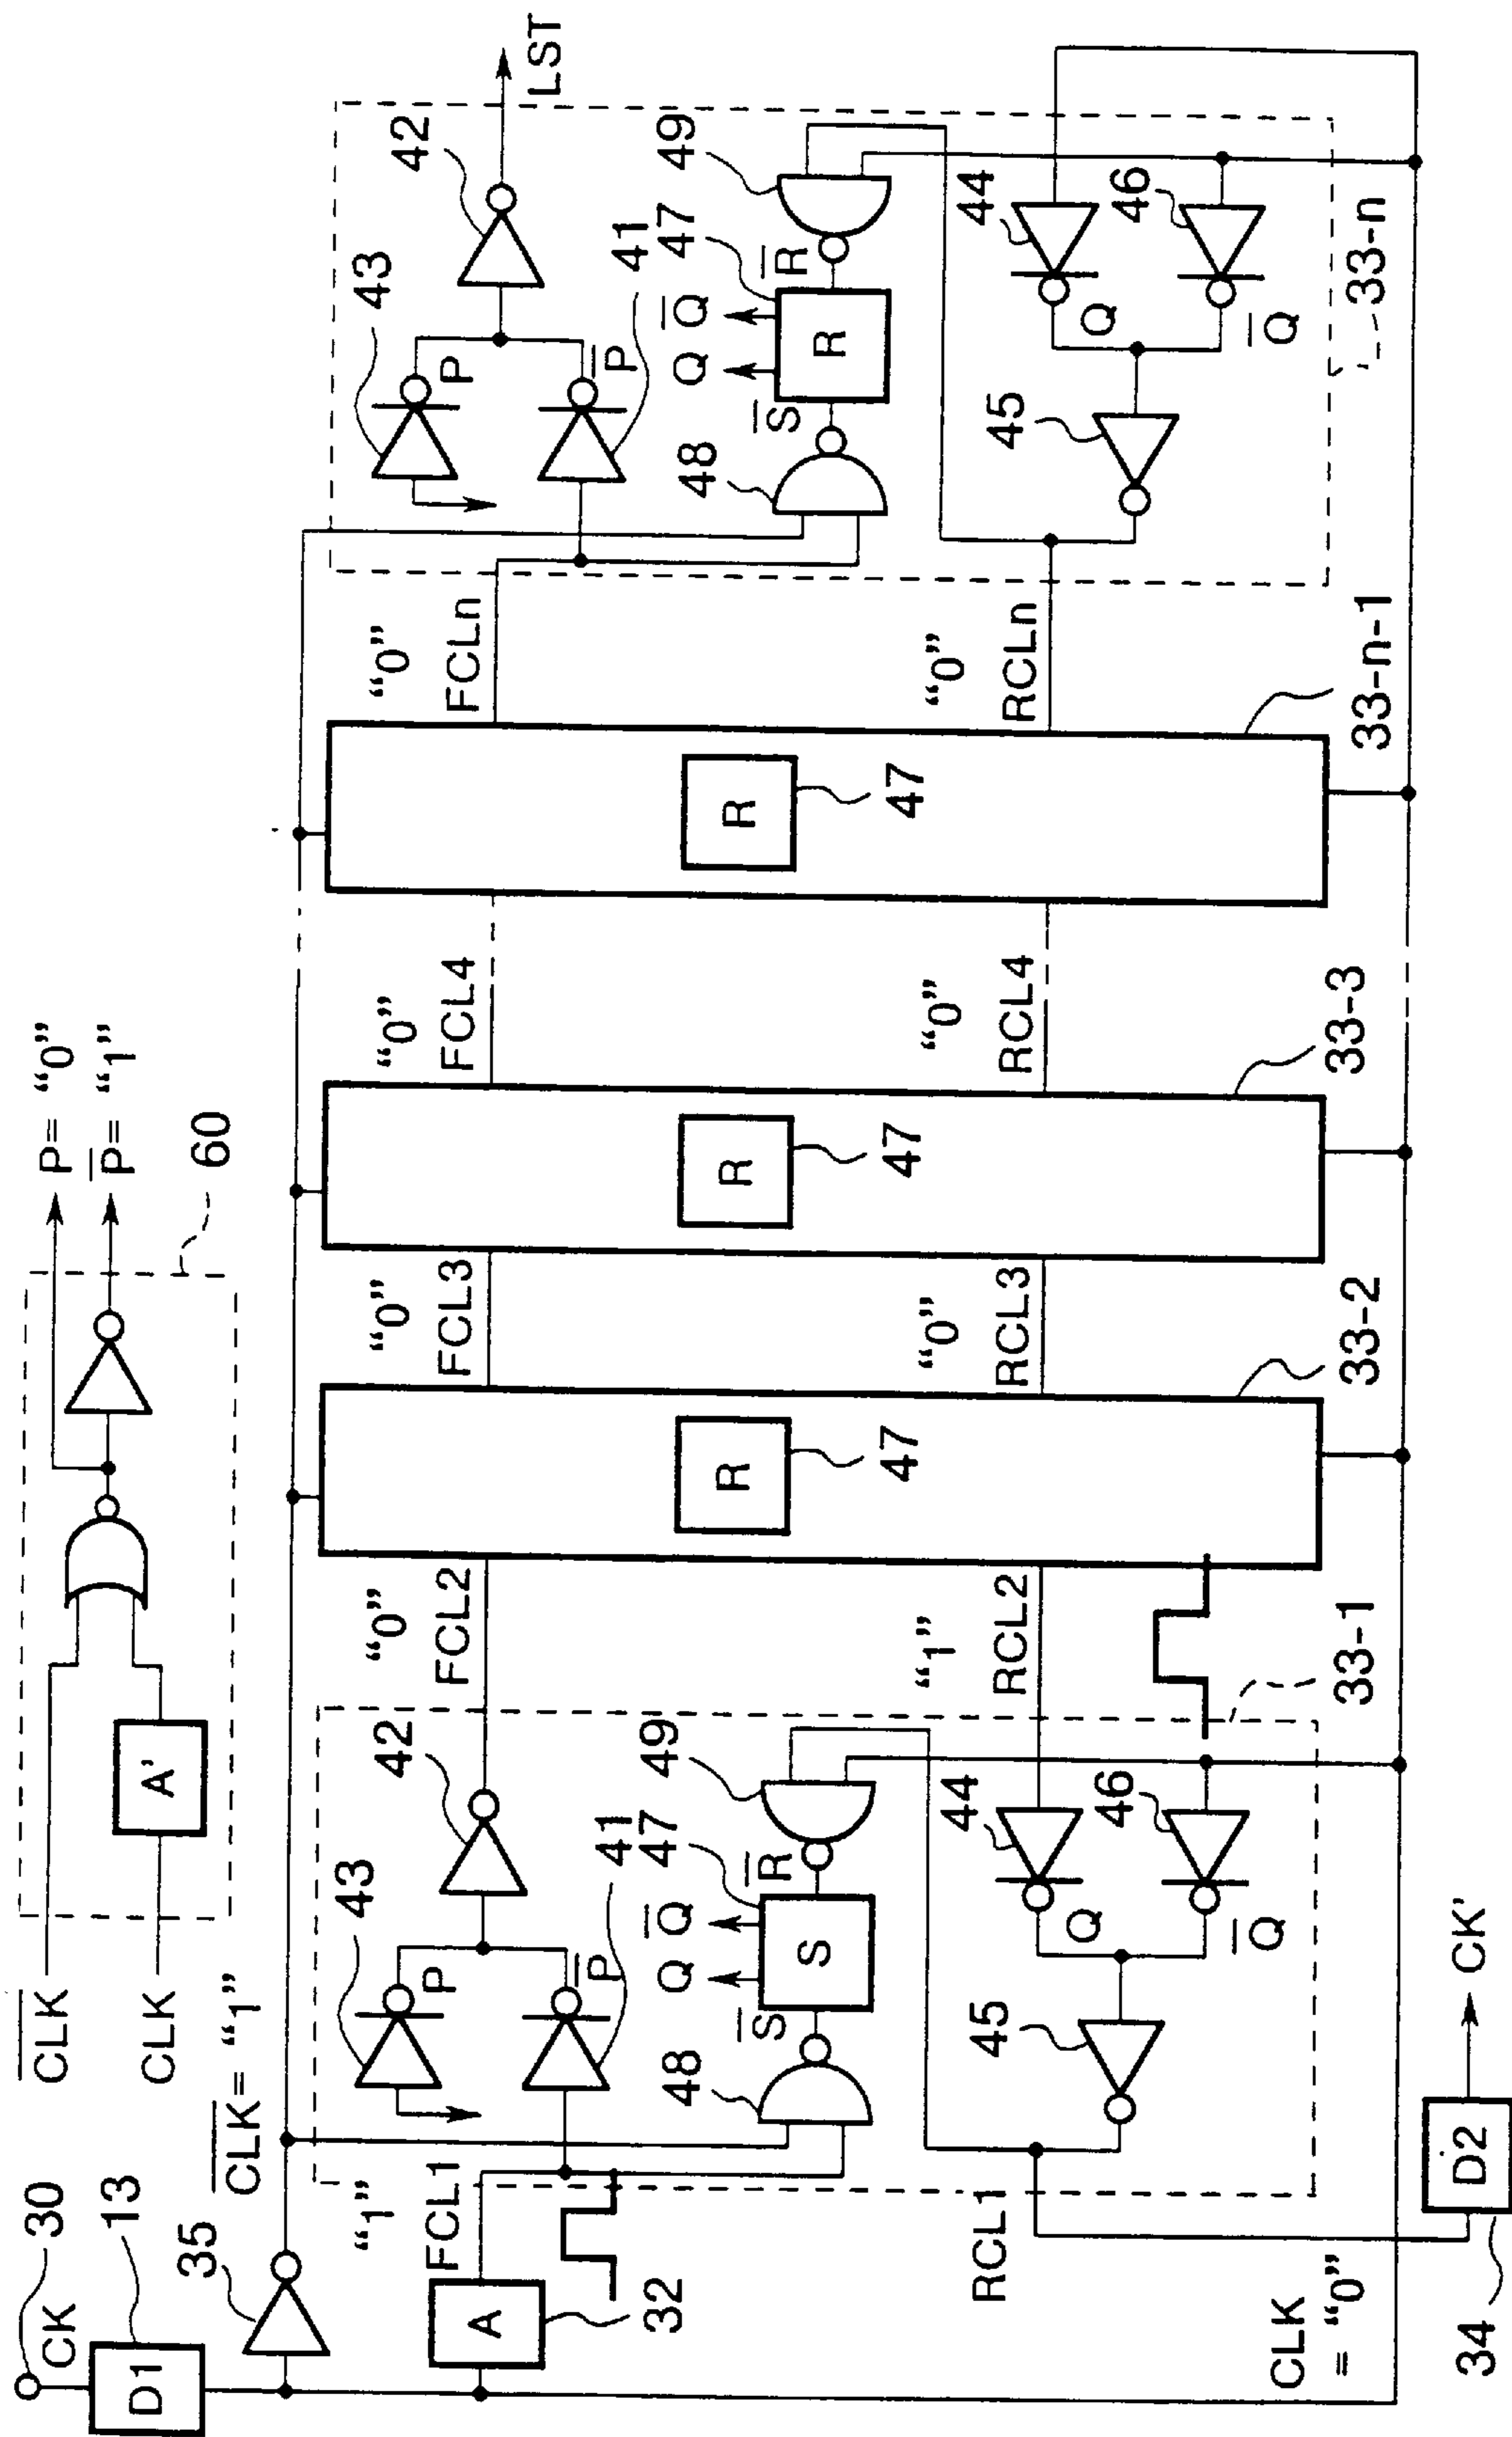 30
CK
13
D1
35
CLK= “1”
CLK
CLK
A'
60
P= “0”
P= “1”
“1”
FCL1
A
32
43
P
42
P
41
47
Q
Q
S
R
S
48
49
44
Q
46
Q
45
RCL1
CLK
= “0”
34
D2
CK'
33-1
“0”
FCL2
“1”
RCL2
R
47
33-2
“0”
FCL3
“0”
RCL3
R
47
33-3
“0”
FCL4
“0”
RCL4
R
47
33-n-1
“0”
FCLn
“0”
RCLn
43
P
42
LST
P
41
47
Q
Q
S
R
R
48
49
44
Q
46
Q
45
33-n